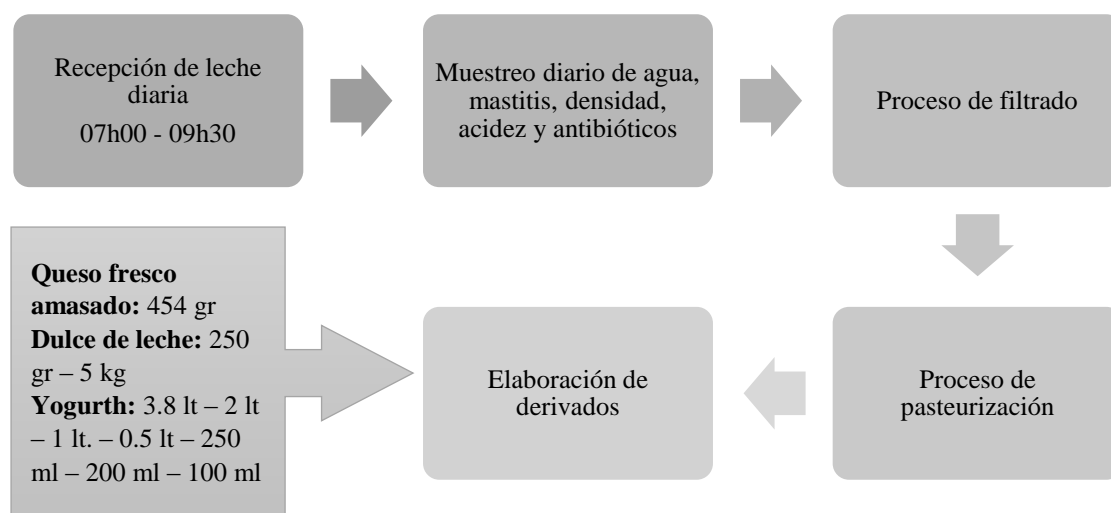 Recepción de leche
diaria
07h00 - 09h30
Muestreo diario de agua,
mastitis, densidad,
acidez y antibióticos
Proceso de filtrado
Proceso de
pasteurización
Elaboración de
derivados
Queso fresco
amasado: 454 gr
Dulce de leche: 250
gr – 5 kg
Yogurth: 3.8 lt – 2 lt
– 1 lt. – 0.5 lt – 250
ml – 200 ml – 100 ml